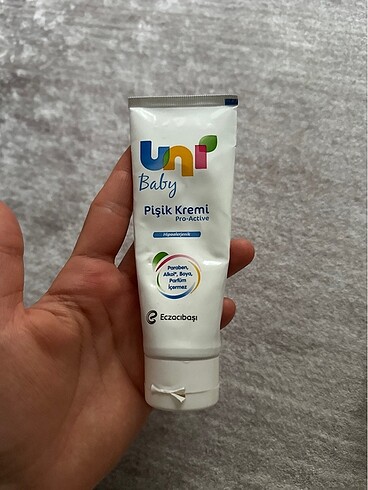 uni
Baby
Pişik Kremi
Pro-Active
Hipoalerjenik
Paraben,
Alkol*, Boya,
Parfüm
İçermez
Eczacıbaşı